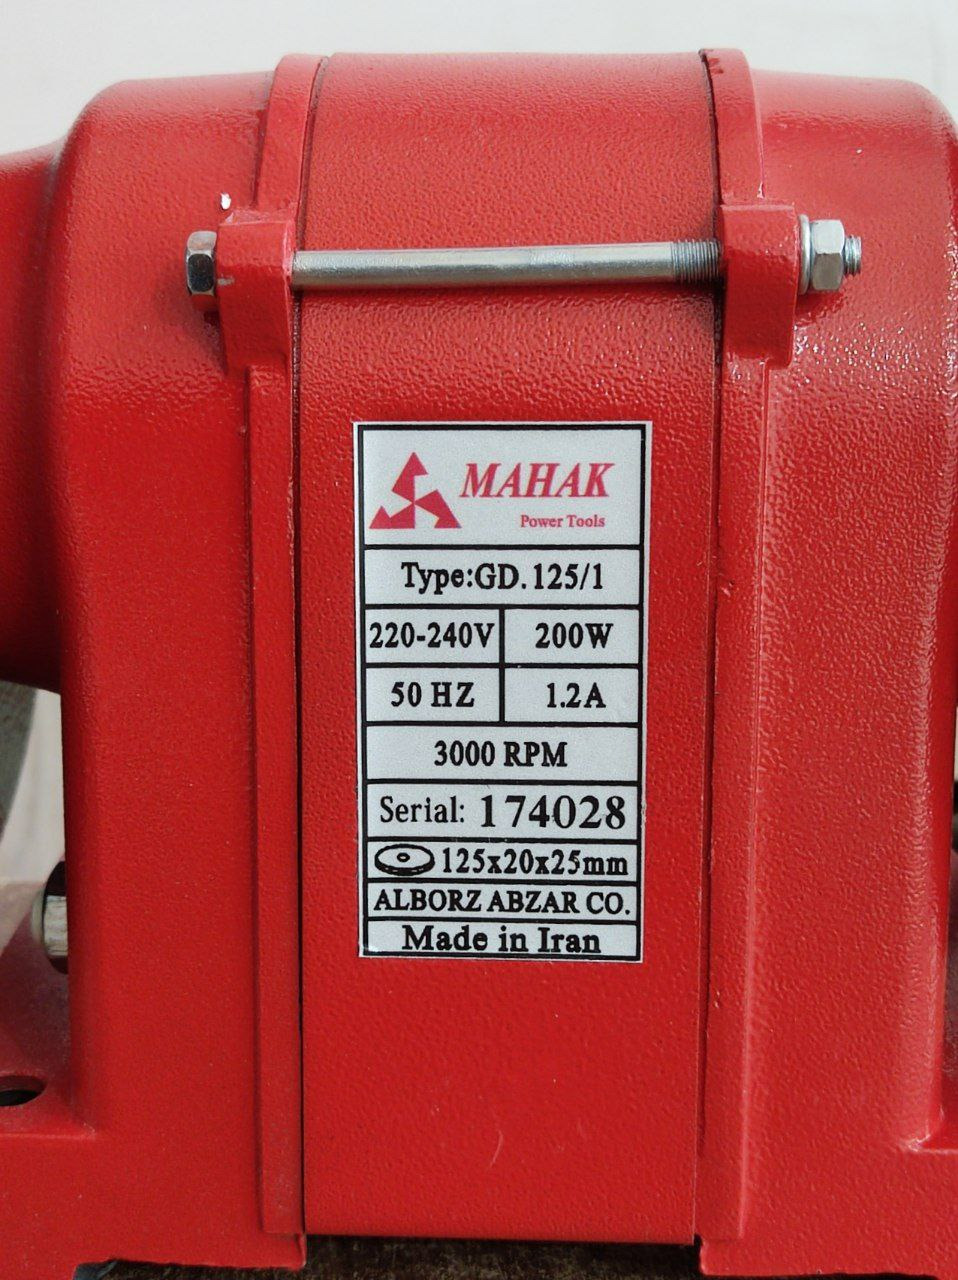 MAHAK
Power Tools
Type:GD.125/1
220-240V 200W
50 HZ 1.2A
3000 RPM
Serial: 174028
125x20x25mm
ALBORZ ABZAR CO.
Made in Iran